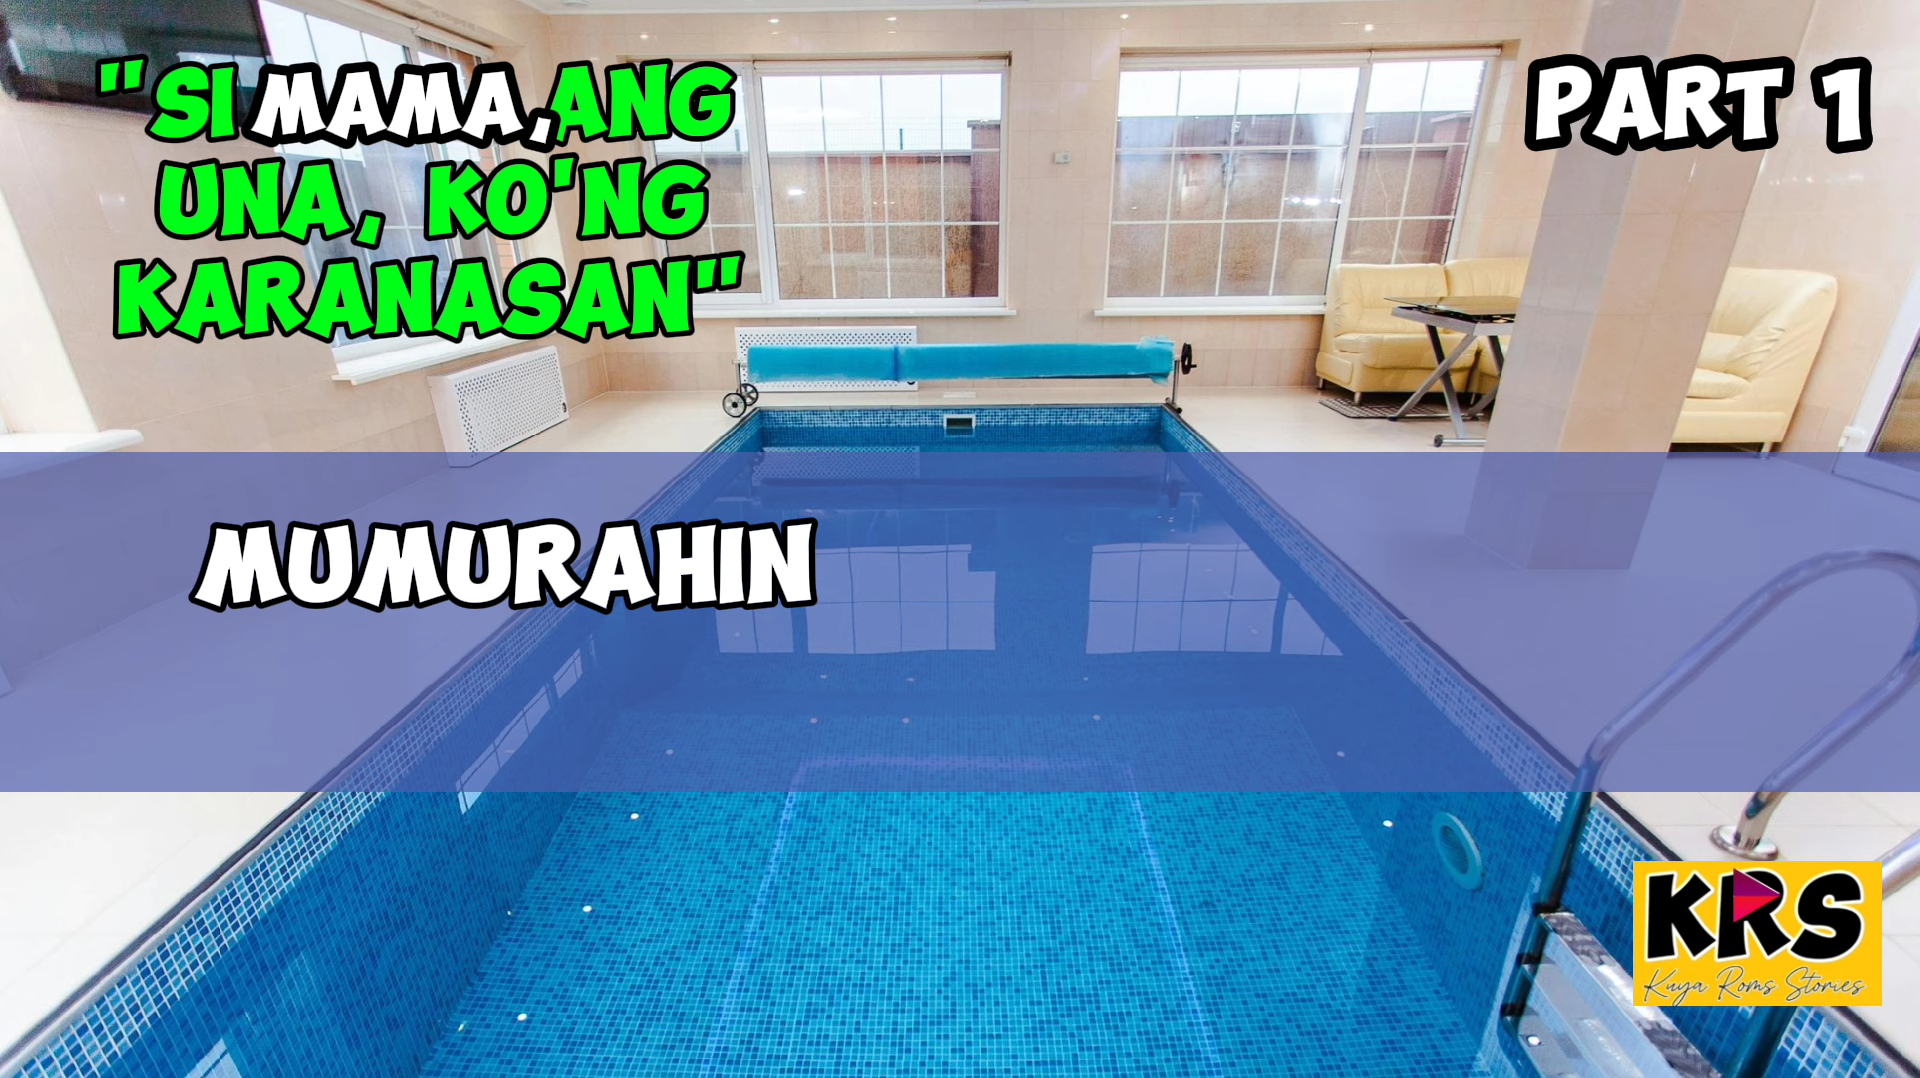 "SI MAMA, ANG
UNA, KO'NG
KARANASAN"
PART 1
MUMURAHIN
KRS
Kuya Roms Stories